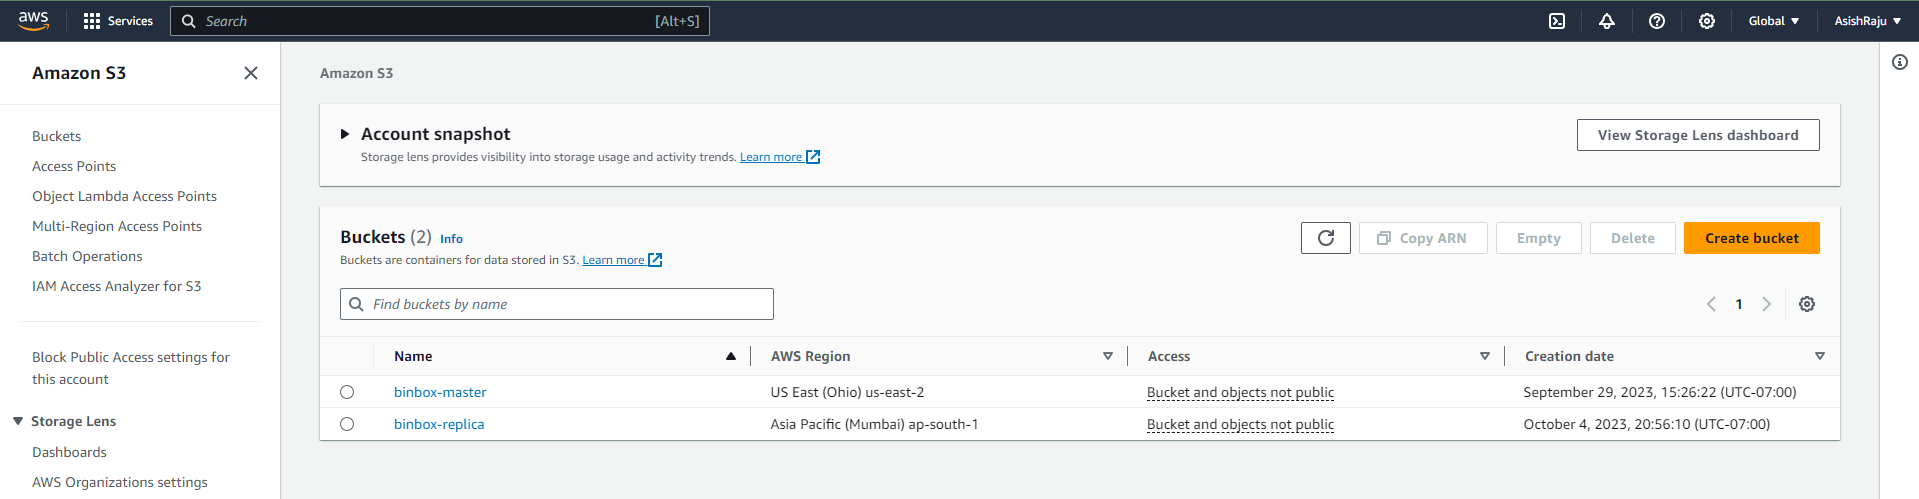 aws
Services
Search [Alt+S]
Global
AsishRaju
Amazon S3
Buckets
Access Points
Object Lambda Access Points
Multi-Region Access Points
Batch Operations
IAM Access Analyzer for S3
Block Public Access settings for
this account
Storage Lens
Dashboards
AWS Organizations settings
Amazon S3
Account snapshot
Storage lens provides visibility into storage usage and activity trends. Learn more
View Storage Lens dashboard
Buckets (2) Info
Buckets are containers for data stored in S3. Learn more
Copy ARN
Empty
Delete
Create bucket
Find buckets by name
1
Name AWS Region Access Creation date
binbox-master US East (Ohio) us-east-2 Bucket and objects not public September 29, 2023, 15:26:22 (UTC-07:00)
binbox-replica Asia Pacific (Mumbai) ap-south-1 Bucket and objects not public October 4, 2023, 20:56:10 (UTC-07:00)